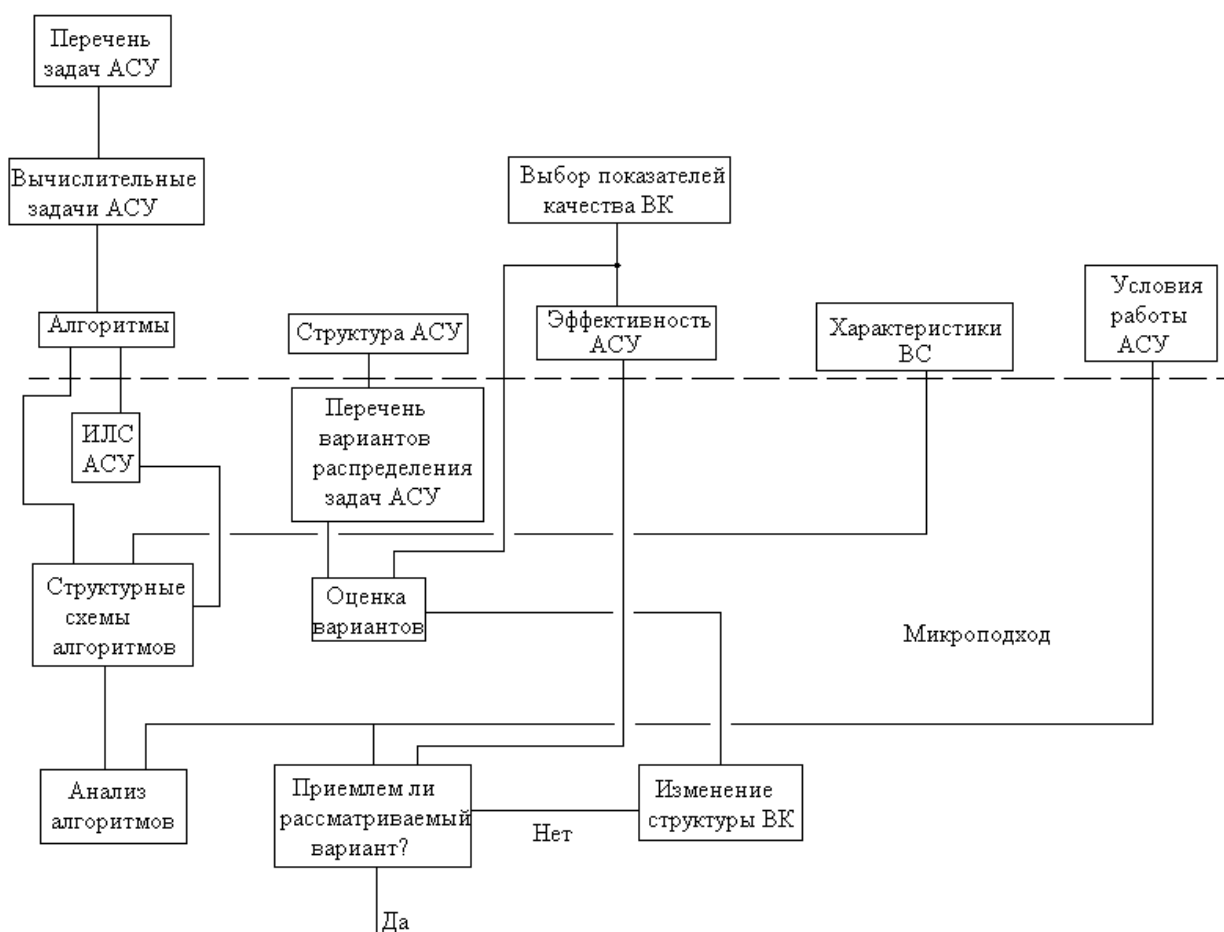 Перечень
задач АСУ
Вычислительные
задачи АСУ
Выбор показателей
качества ВК
Алгоритмы
Структура АСУ
Эффективность
АСУ
Характеристики
ВС
Условия
работы
АСУ
ИЛС
АСУ
Перечень
вариантов
распределения
задач АСУ
Структурные
схемы
алгоритмов
Оценка
вариантов
Микроподход
Анализ
алгоритмов
Приемлем ли
рассматриваемый
вариант?
Нет
Изменение
структуры ВК
Да